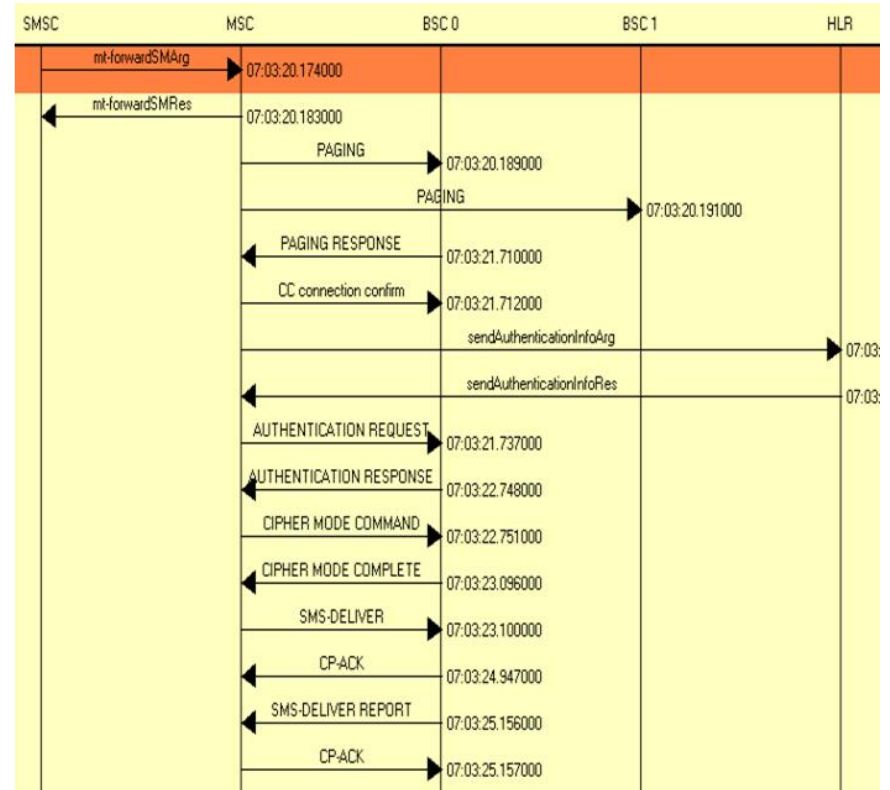 SMSC MSC BSC 0 BSC 1 HLR
mt-forwardSMArg
07:03:20.174000
mt-forwardSMRes
07:03:20.183000
PAGING
07:03:20.189000
PAGING
07:03:20.191000
PAGING RESPONSE
07:03:21.710000
CC connection confirm
07:03:21.712000
sendAuthenticationInfoArg
07:03:
sendAuthenticationInfoRes
07:03:
AUTHENTICATION REQUEST
07:03:21.737000
AUTHENTICATION RESPONSE
07:03:22.748000
CIPHER MODE COMMAND
07:03:22.751000
CIPHER MODE COMPLETE
07:03:23.096000
SMS-DELIVER
07:03:23.100000
CP-ACK
07:03:24.947000
SMS-DELIVER REPORT
07:03:25.156000
CP-ACK
07:03:25.157000